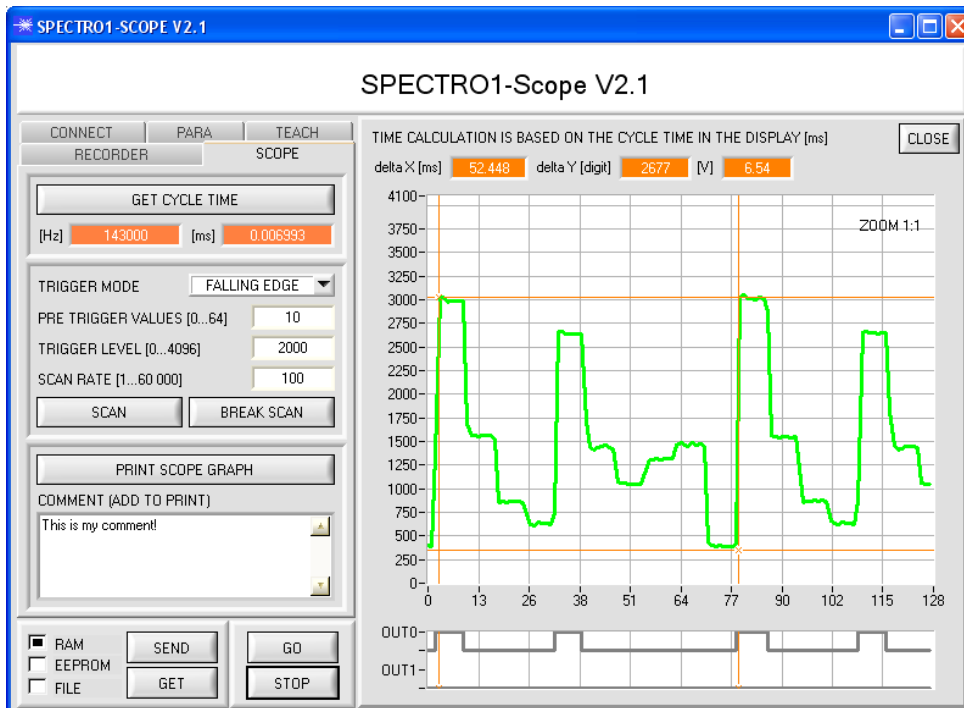 SPECTRO1-SCOPE V2.1
SPECTRO1-Scope V2.1
CONNECT PARA TEACH
RECORDER SCOPE
GET CYCLE TIME
[Hz] 143000 [ms] 0.006993
TRIGGER MODE FALLING EDGE
PRE TRIGGER VALUES [0...64] 10
TRIGGER LEVEL [0...4096] 2000
SCAN RATE [1...60 000] 100
SCAN BREAK SCAN
PRINT SCOPE GRAPH
COMMENT (ADD TO PRINT)
This is my comment!
RAM
EEPROM
FILE
SEND
GET
GO
STOP
TIME CALCULATION IS BASED ON THE CYCLE TIME IN THE DISPLAY [ms]
CLOSE
delta X [ms] 52.448 delta Y [digit] 2677 [V] 6.54
ZOOM 1:1
4100
3750
3500
3250
3000
2750
2500
2250
2000
1750
1500
1250
1000
750
500
250
0
0 13 26 38 51 64 77 90 102 115 128
OUT0
OUT1